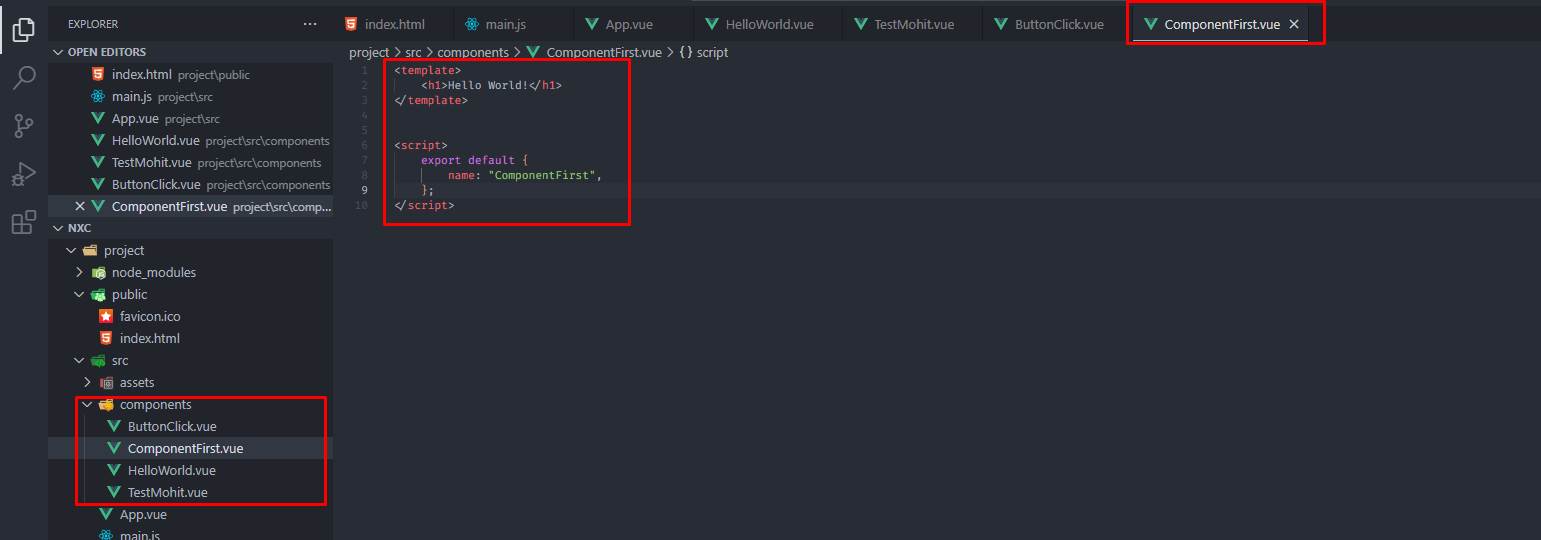 EXPLORER ···
OPEN EDITORS
index.html project\public
main.js project\src
App.vue project\src
HelloWorld.vue project\src\components
TestMohit.vue project\src\components
ButtonClick.vue project\src\components
ComponentFirst.vue project\src\comp...
NXC
project
node_modules
public
favicon.ico
index.html
src
assets
components
ButtonClick.vue
ComponentFirst.vue
HelloWorld.vue
TestMohit.vue
App.vue
main.js
index.html main.js App.vue HelloWorld.vue TestMohit.vue ButtonClick.vue ComponentFirst.vue
project > src > components > ComponentFirst.vue > {} script
1 <template>
2 <h1>Hello World!</h1>
3 </template>
4
5
6 <script>
7 export default {
8 name: "ComponentFirst",
9 };
10 </script>